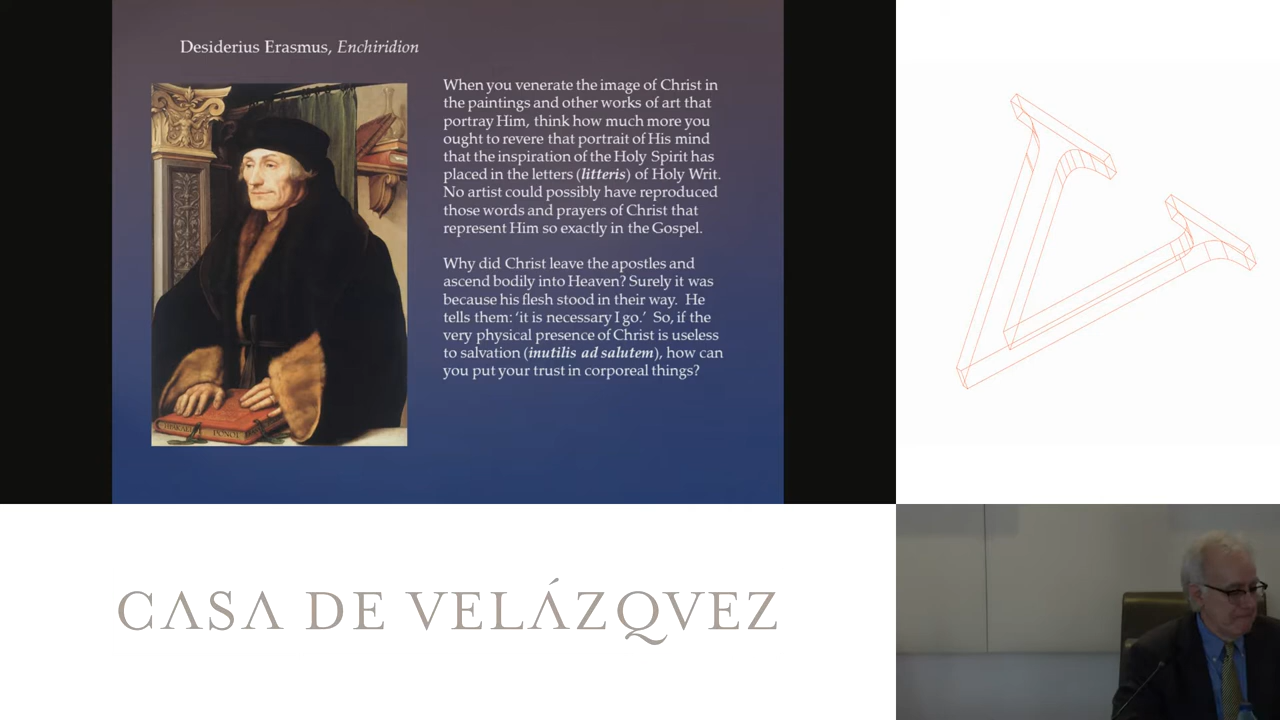 Desiderius Erasmus, Enchiridion
When you venerate the image of Christ in
the paintings and other works of art that
portray Him, think how much more you
ought to revere that portrait of His mind
that the inspiration of the Holy Spirit has
placed in the letters (litteris) of Holy Writ.
No artist could possibly have reproduced
those words and prayers of Christ that
represent Him so exactly in the Gospel.
Why did Christ leave the apostles and
ascend bodily into Heaven? Surely it was
because his flesh stood in their way.  He
tells them: ‘it is necessary I go.’  So, if the
very physical presence of Christ is useless
to salvation (inutilis ad salutem), how can
you put your trust in corporeal things?
CASA DE VELÁZQVEZ